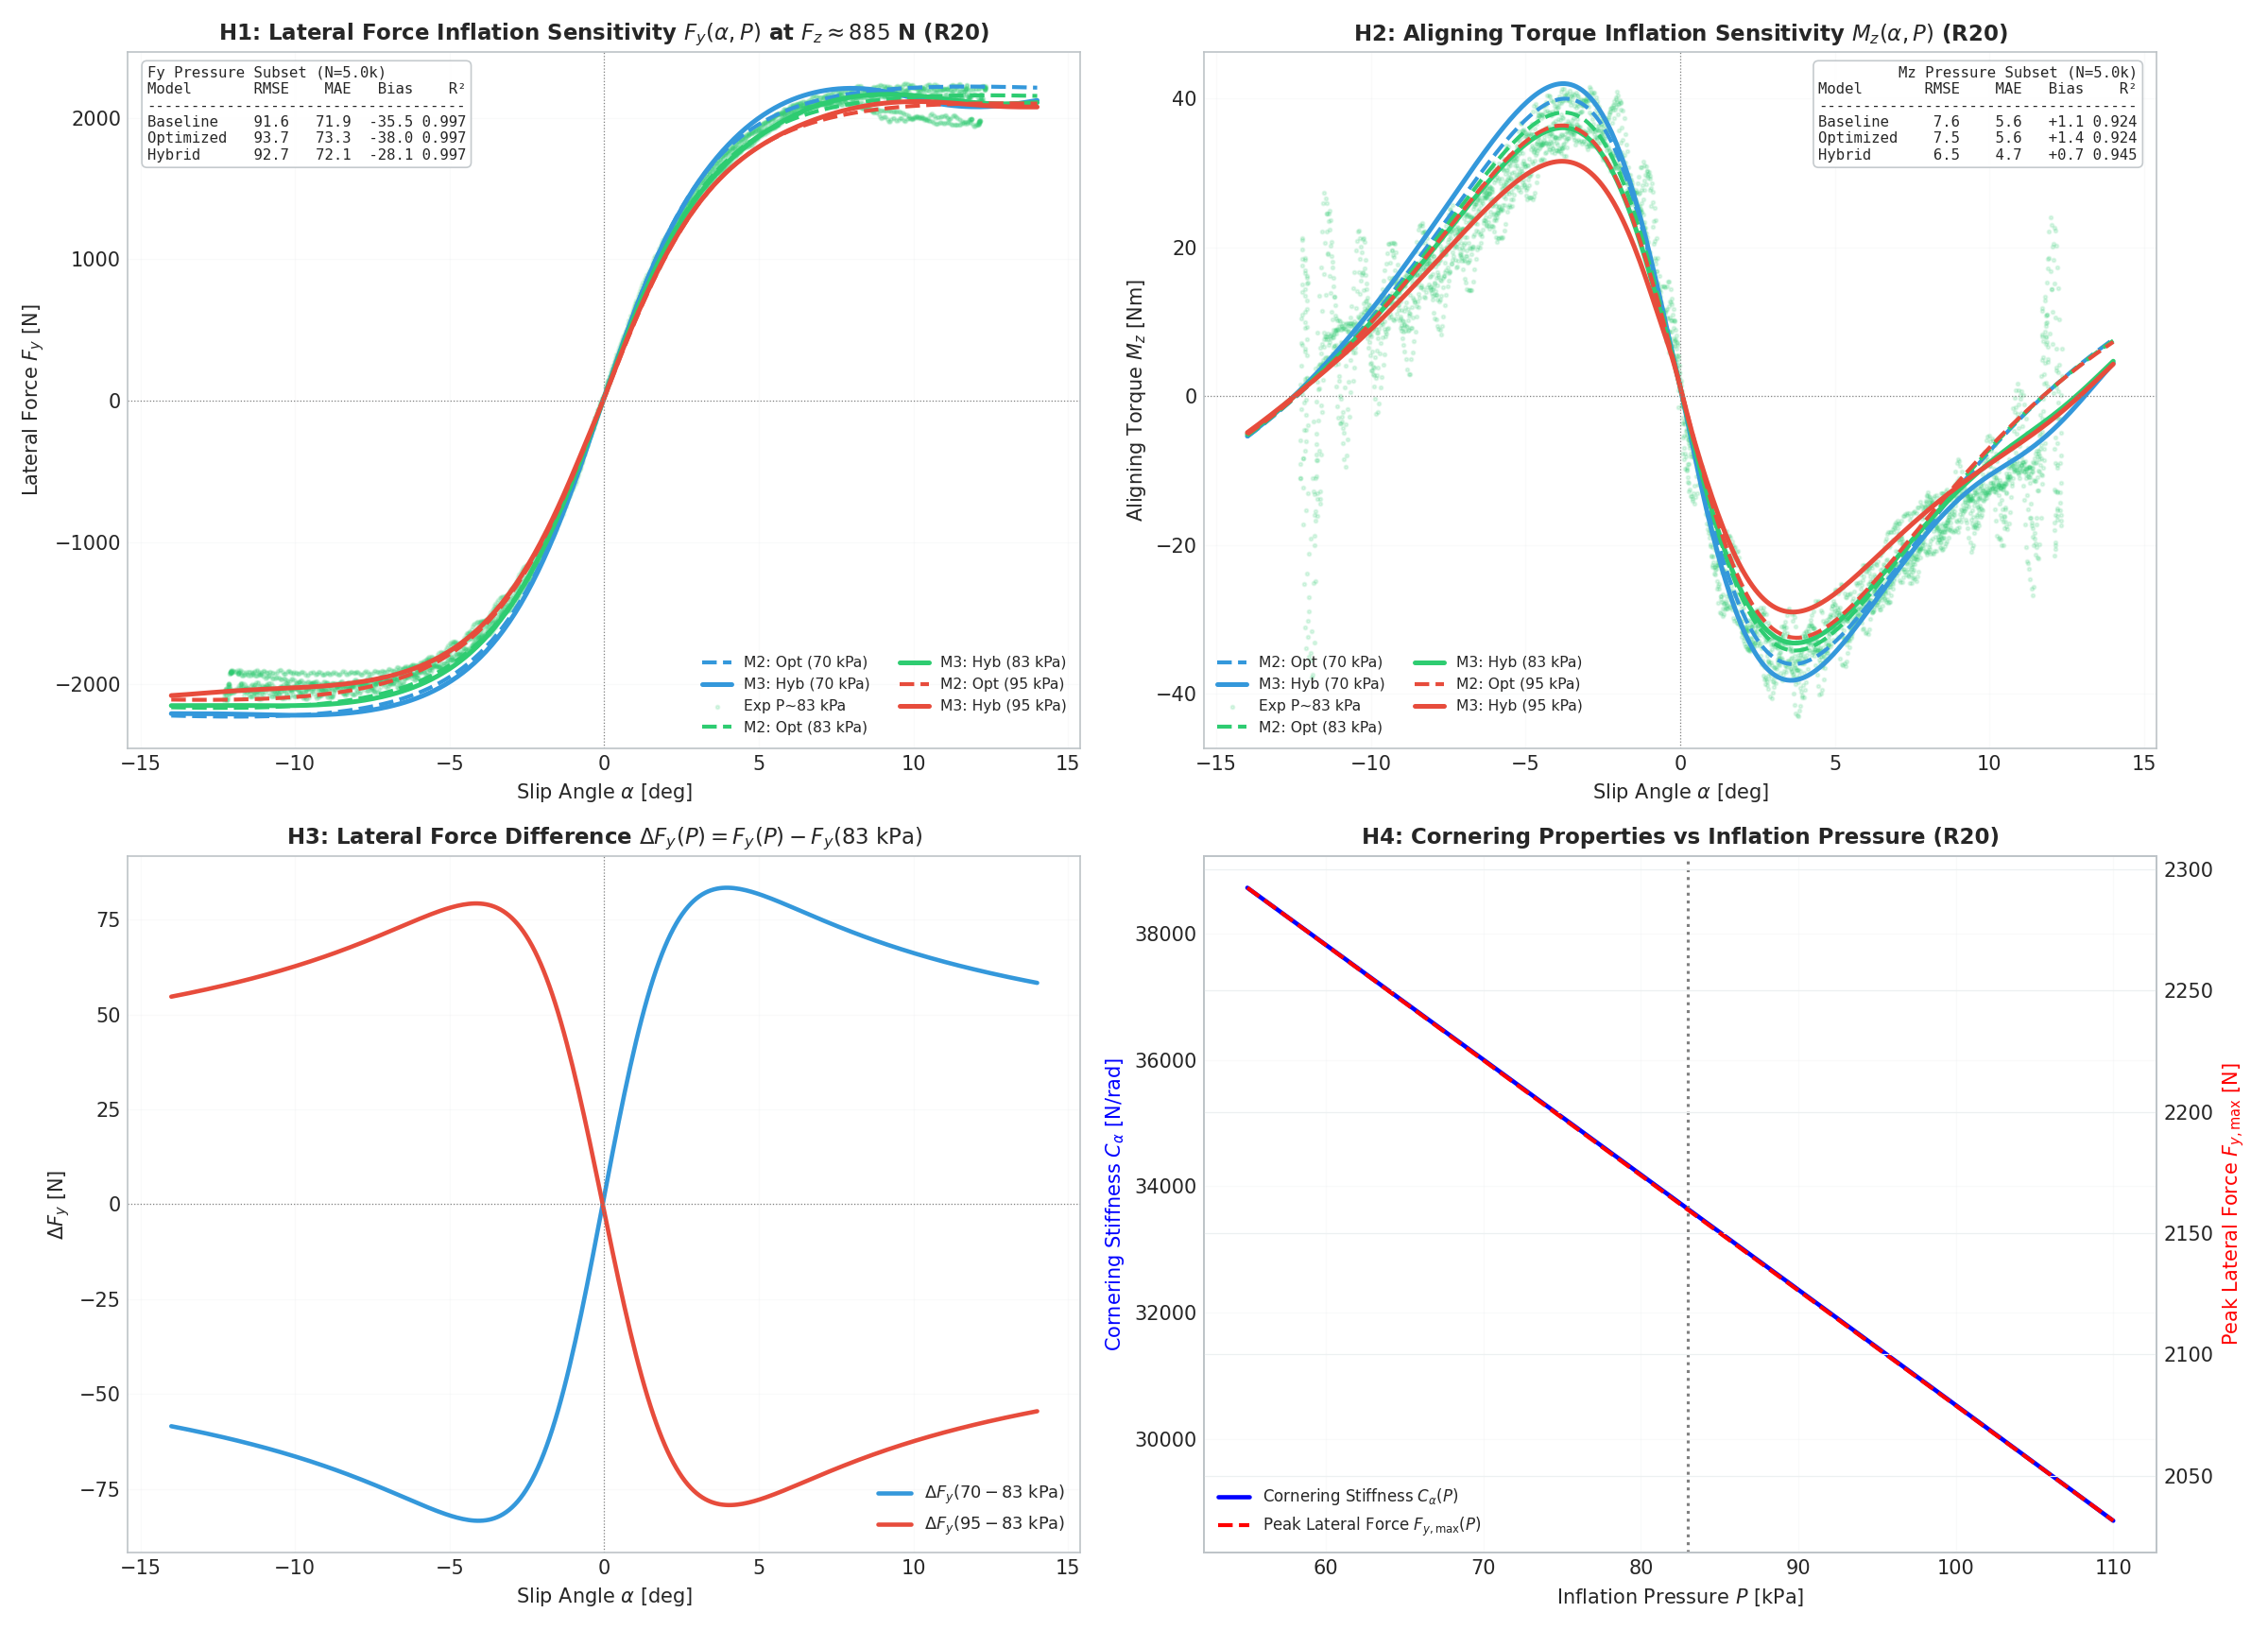 H1: Lateral Force Inflation Sensitivity Fy(α, P) at Fz ≈ 885 N (R20)
Fy Pressure Subset (N=5.0k)
Model RMSE MAE Bias R²
------------------------------------
Baseline 91.6 71.9 -35.5 0.997
Optimized 93.7 73.3 -38.0 0.997
Hybrid 92.7 72.1 -28.1 0.997
2000
1000
0
−1000
−2000
Lateral Force Fy [N]
M2: Opt (70 kPa)
M3: Hyb (70 kPa)
Exp P~83 kPa
M2: Opt (83 kPa)
M3: Hyb (83 kPa)
M2: Opt (95 kPa)
M3: Hyb (95 kPa)
−15 −10 −5 0 5 10 15
Slip Angle α [deg]
H2: Aligning Torque Inflation Sensitivity Mz(α, P) (R20)
Mz Pressure Subset (N=5.0k)
Model RMSE MAE Bias R²
------------------------------------
Baseline 7.6 5.6 +1.1 0.924
Optimized 7.5 5.6 +1.4 0.924
Hybrid 6.5 4.7 +0.7 0.945
40
20
0
−20
−40
Aligning Torque Mz [Nm]
M2: Opt (70 kPa)
M3: Hyb (70 kPa)
Exp P~83 kPa
M2: Opt (83 kPa)
M3: Hyb (83 kPa)
M2: Opt (95 kPa)
M3: Hyb (95 kPa)
−15 −10 −5 0 5 10 15
Slip Angle α [deg]
H3: Lateral Force Difference ΔFy(P) = Fy(P) − Fy(83 kPa)
75
50
25
0
−25
−50
−75
ΔFy [N]
ΔFy(70 − 83 kPa)
ΔFy(95 − 83 kPa)
−15 −10 −5 0 5 10 15
Slip Angle α [deg]
H4: Cornering Properties vs Inflation Pressure (R20)
38000
36000
34000
32000
30000
Cornering Stiffness Cα [N/rad]
2300
2250
2200
2150
2100
2050
Peak Lateral Force Fy,max [N]
Cornering Stiffness Cα(P)
Peak Lateral Force Fy,max(P)
60 70 80 90 100 110
Inflation Pressure P [kPa]